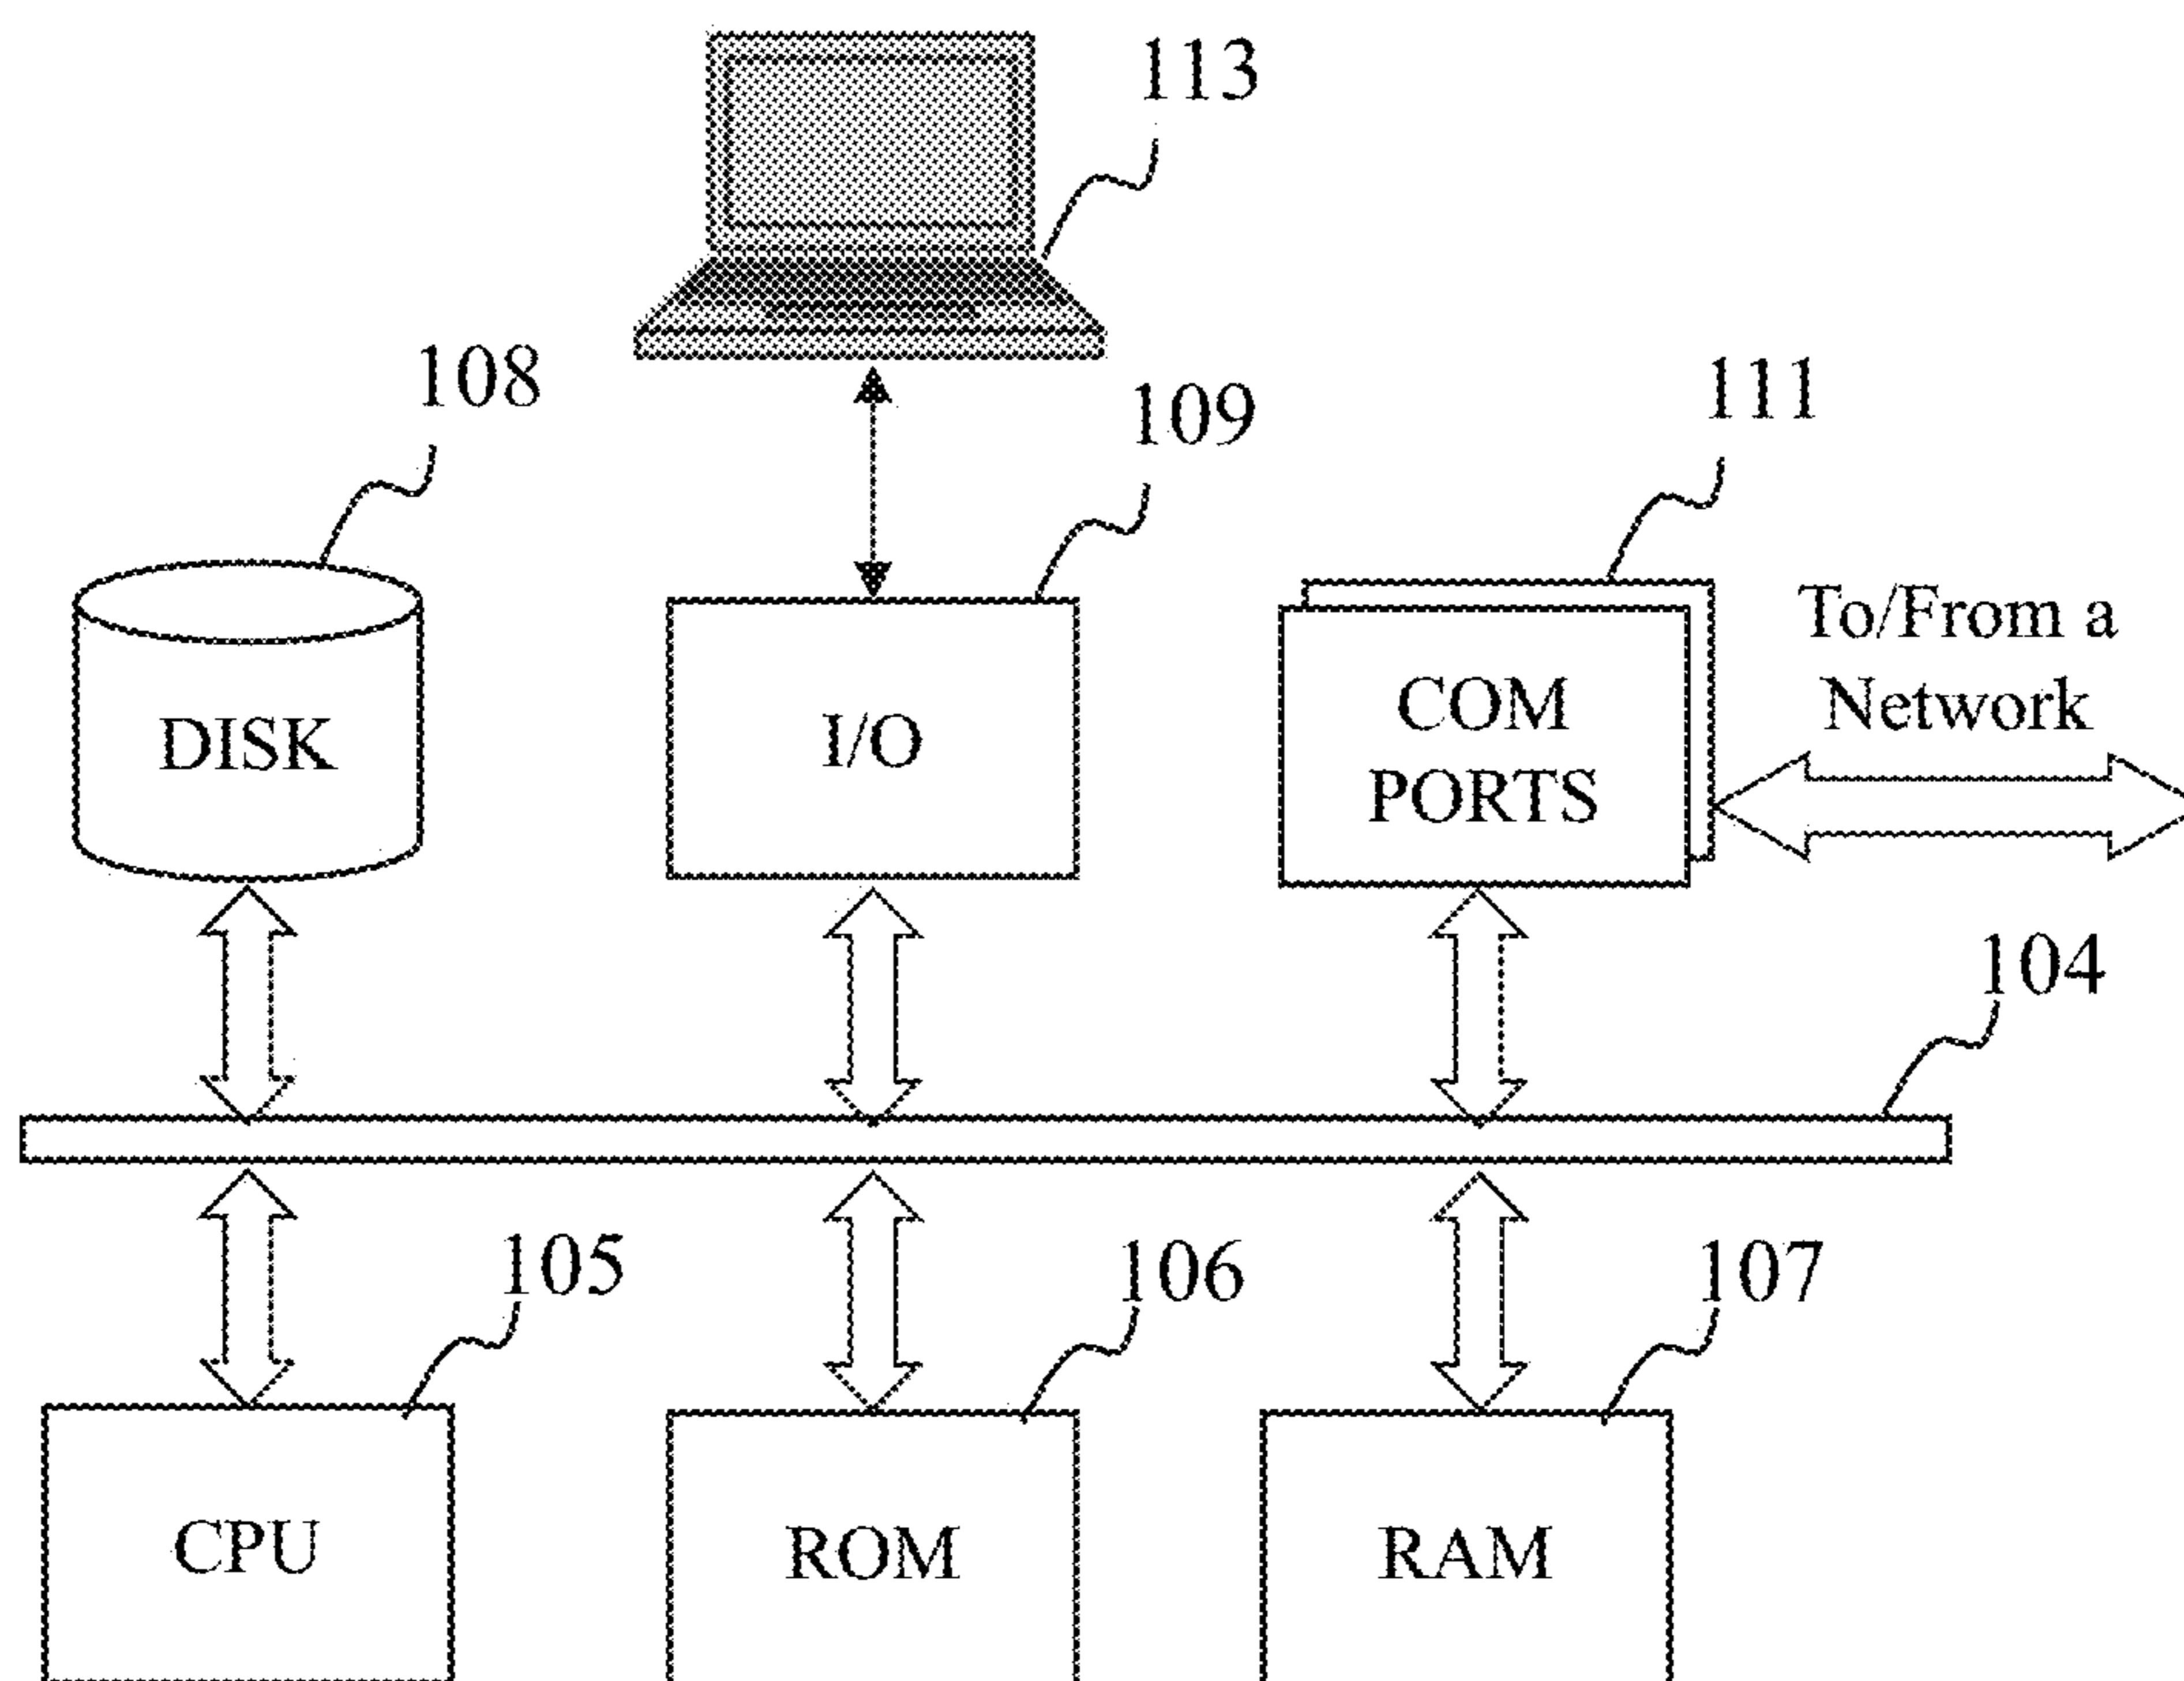 113
108
109
111
To/From a
Network
DISK
I/O
COM
PORTS
104
105
106
107
CPU
ROM
RAM